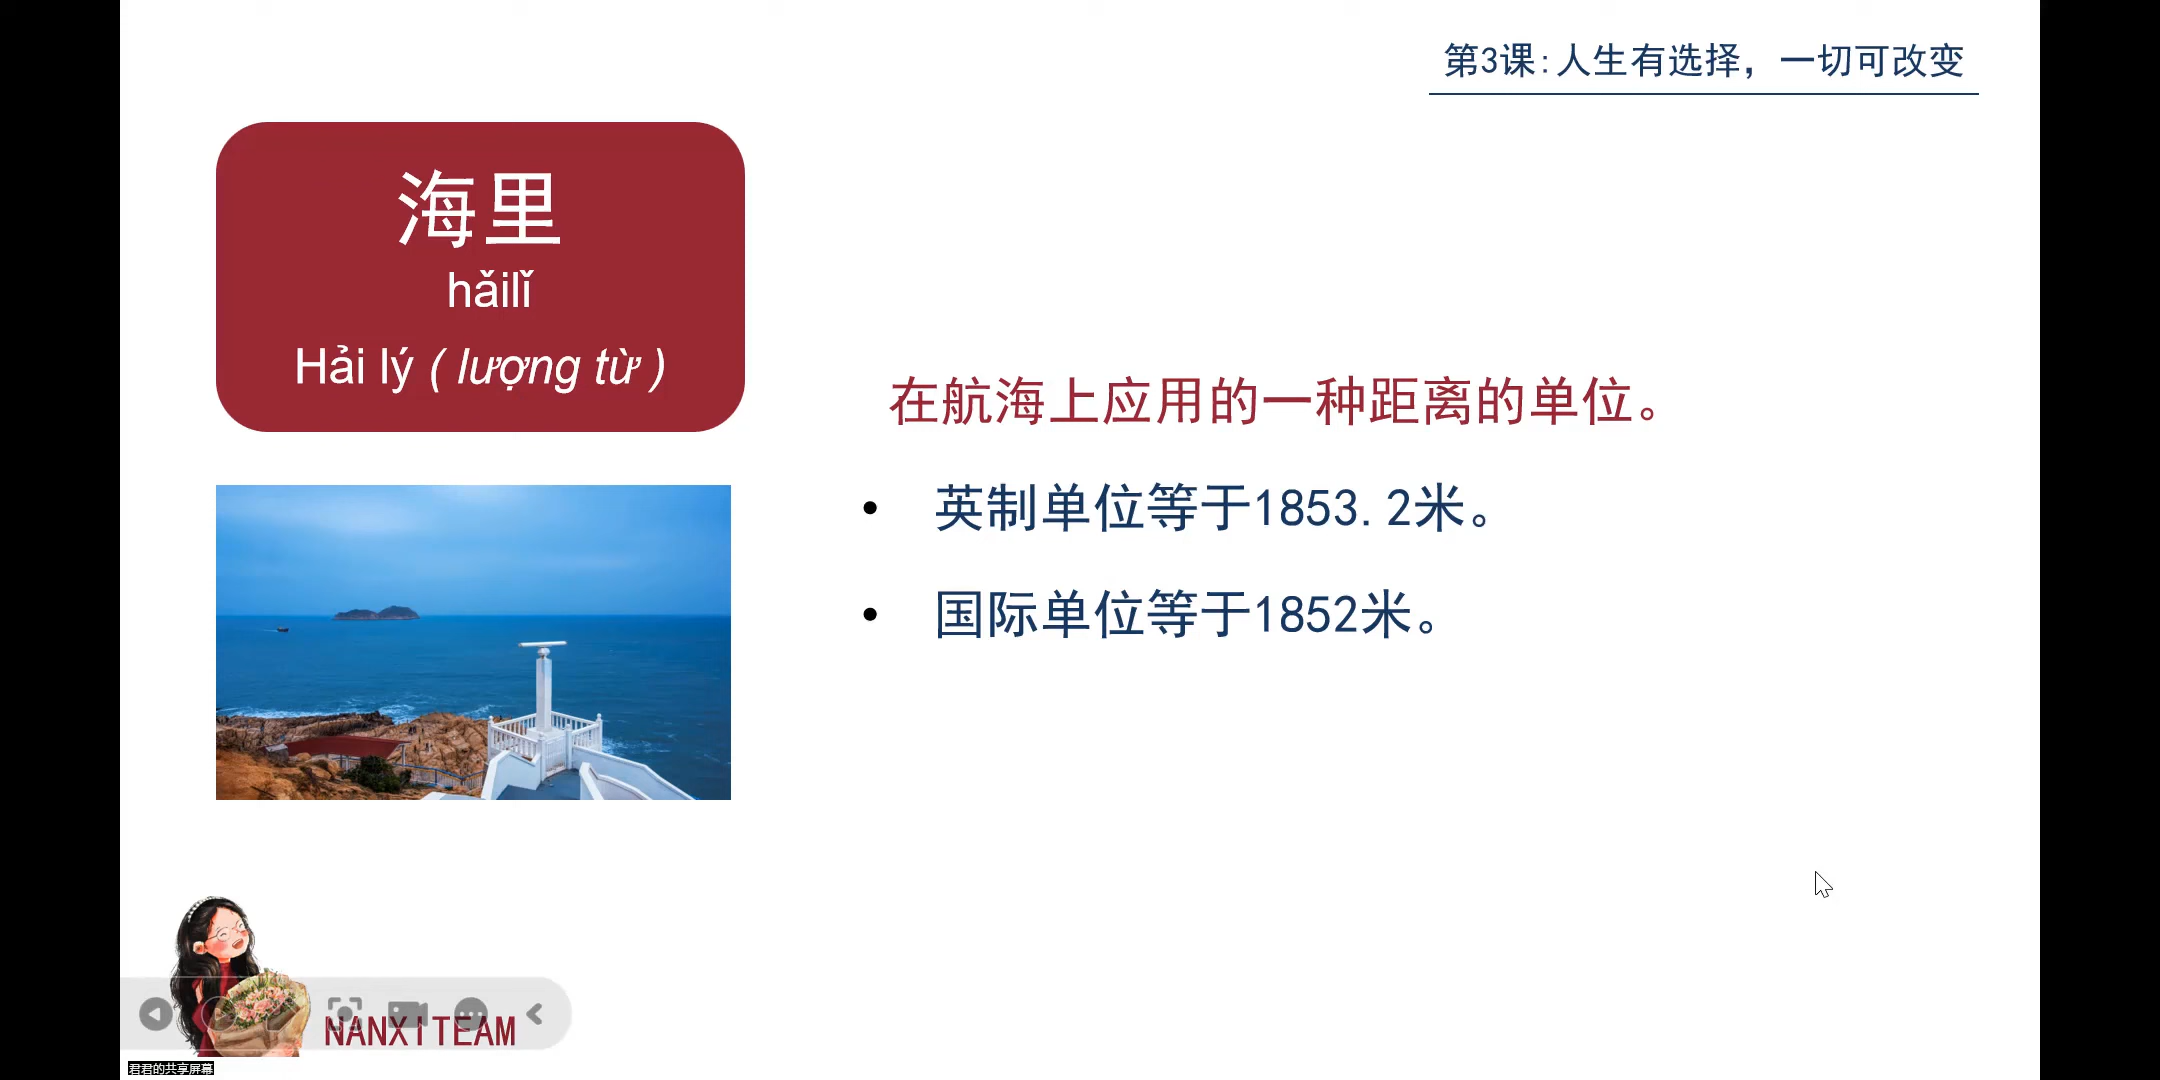 第3课:人生有选择，一切可改变
海里
hǎilǐ
Hải lý ( lượng từ )
在航海上应用的一种距离的单位。
• 英制单位等于1853.2米。
• 国际单位等于1852米。
NANXITEAM
君君的共享屏幕